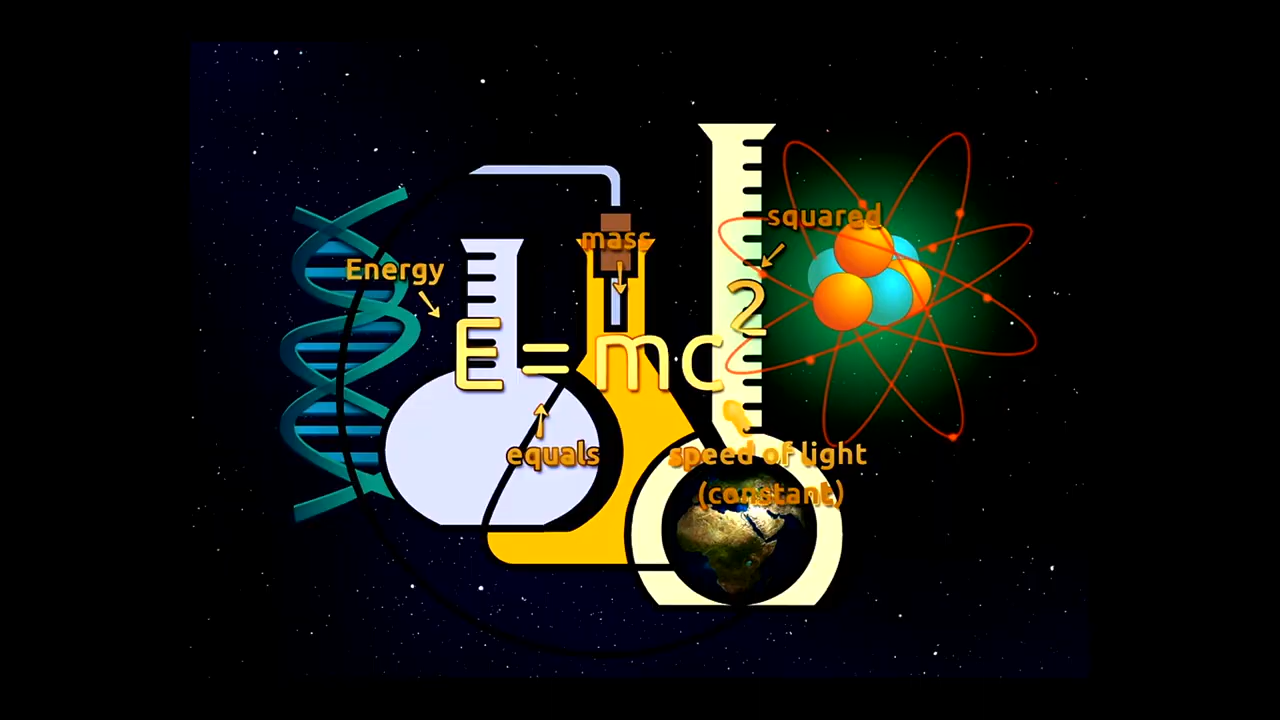 squared
mass
Energy
E = mc2
equals
speed of light
(constant)